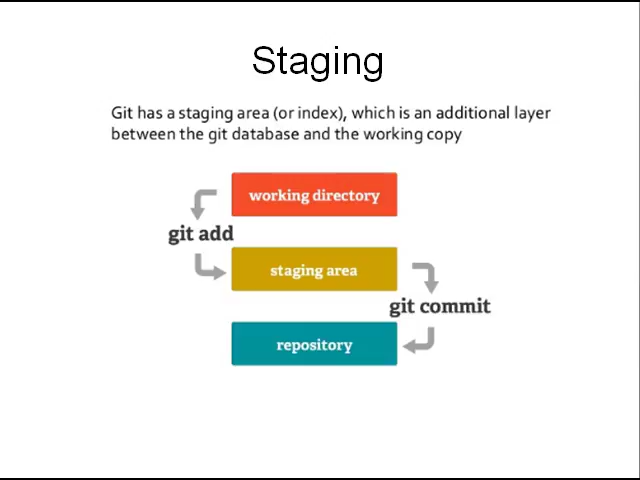 Staging
Git has a staging area (or index), which is an additional layer
between the git database and the working copy
working directory
git add
staging area
git commit
repository